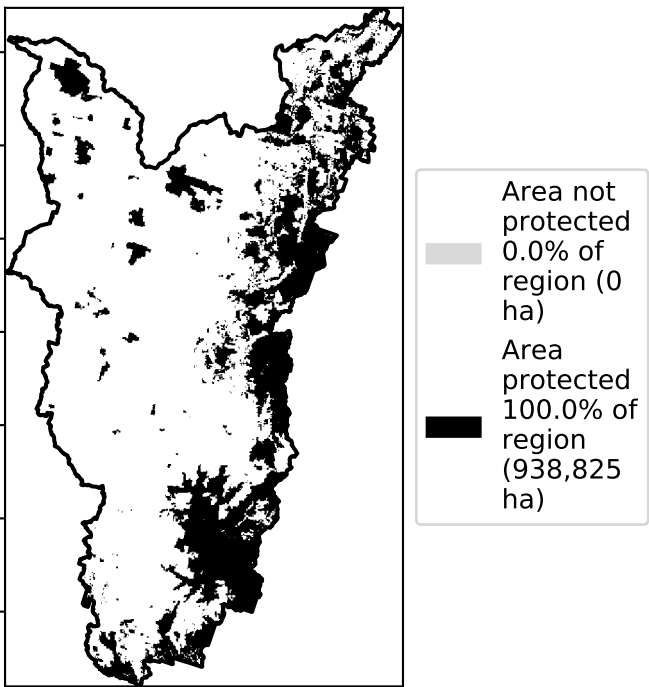 Area not
protected
0.0% of
region (0
ha)
Area
protected
100.0% of
region
(938,825
ha)